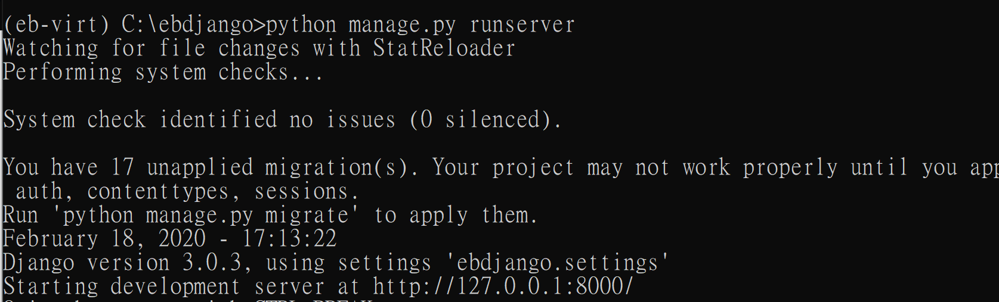 (eb-virt) C:\ebdjango>python manage.py runserver
Watching for file changes with StatReloader
Performing system checks...
System check identified no issues (0 silenced).
You have 17 unapplied migration(s). Your project may not work properly until you
auth, contenttypes, sessions.
Run 'python manage.py migrate' to apply them.
February 18, 2020 - 17:13:22
Django version 3.0.3, using settings 'ebdjango.settings'
Starting development server at http://127.0.0.1:8000/